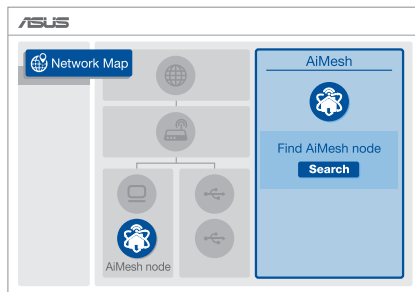 ASUS
Network Map
AiMesh
Find AiMesh node
Search
AiMesh node